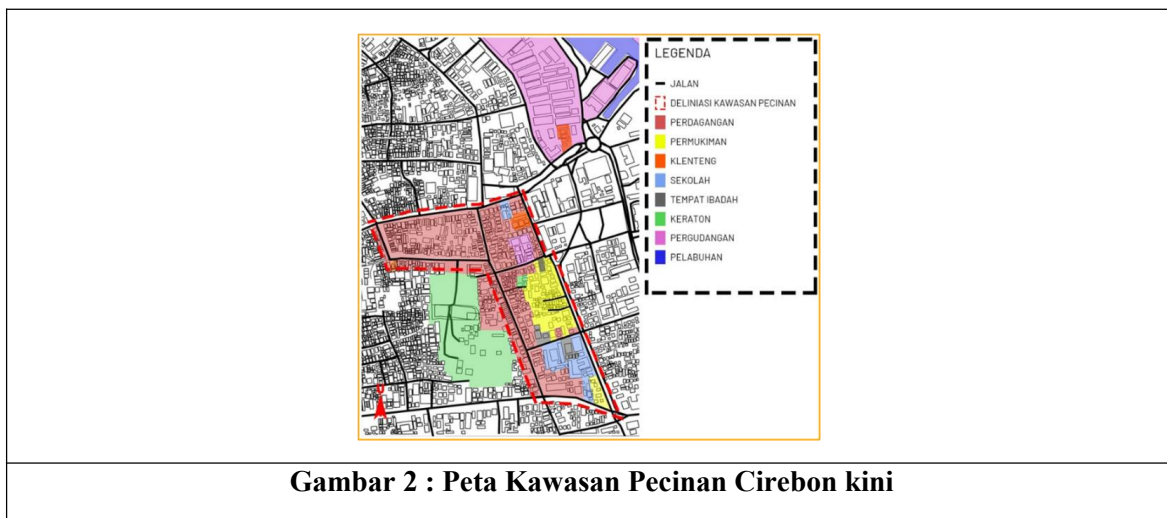 LEGENDA
JALAN
DELINIASI KAWASAN PECINAN
PERDAGANGAN
PERMUKIMAN
KLENTENG
SEKOLAH
TEMPAT IBADAH
KERATON
PERGUDANGAN
PELABUHAN
U
Gambar 2 : Peta Kawasan Pecinan Cirebon kini